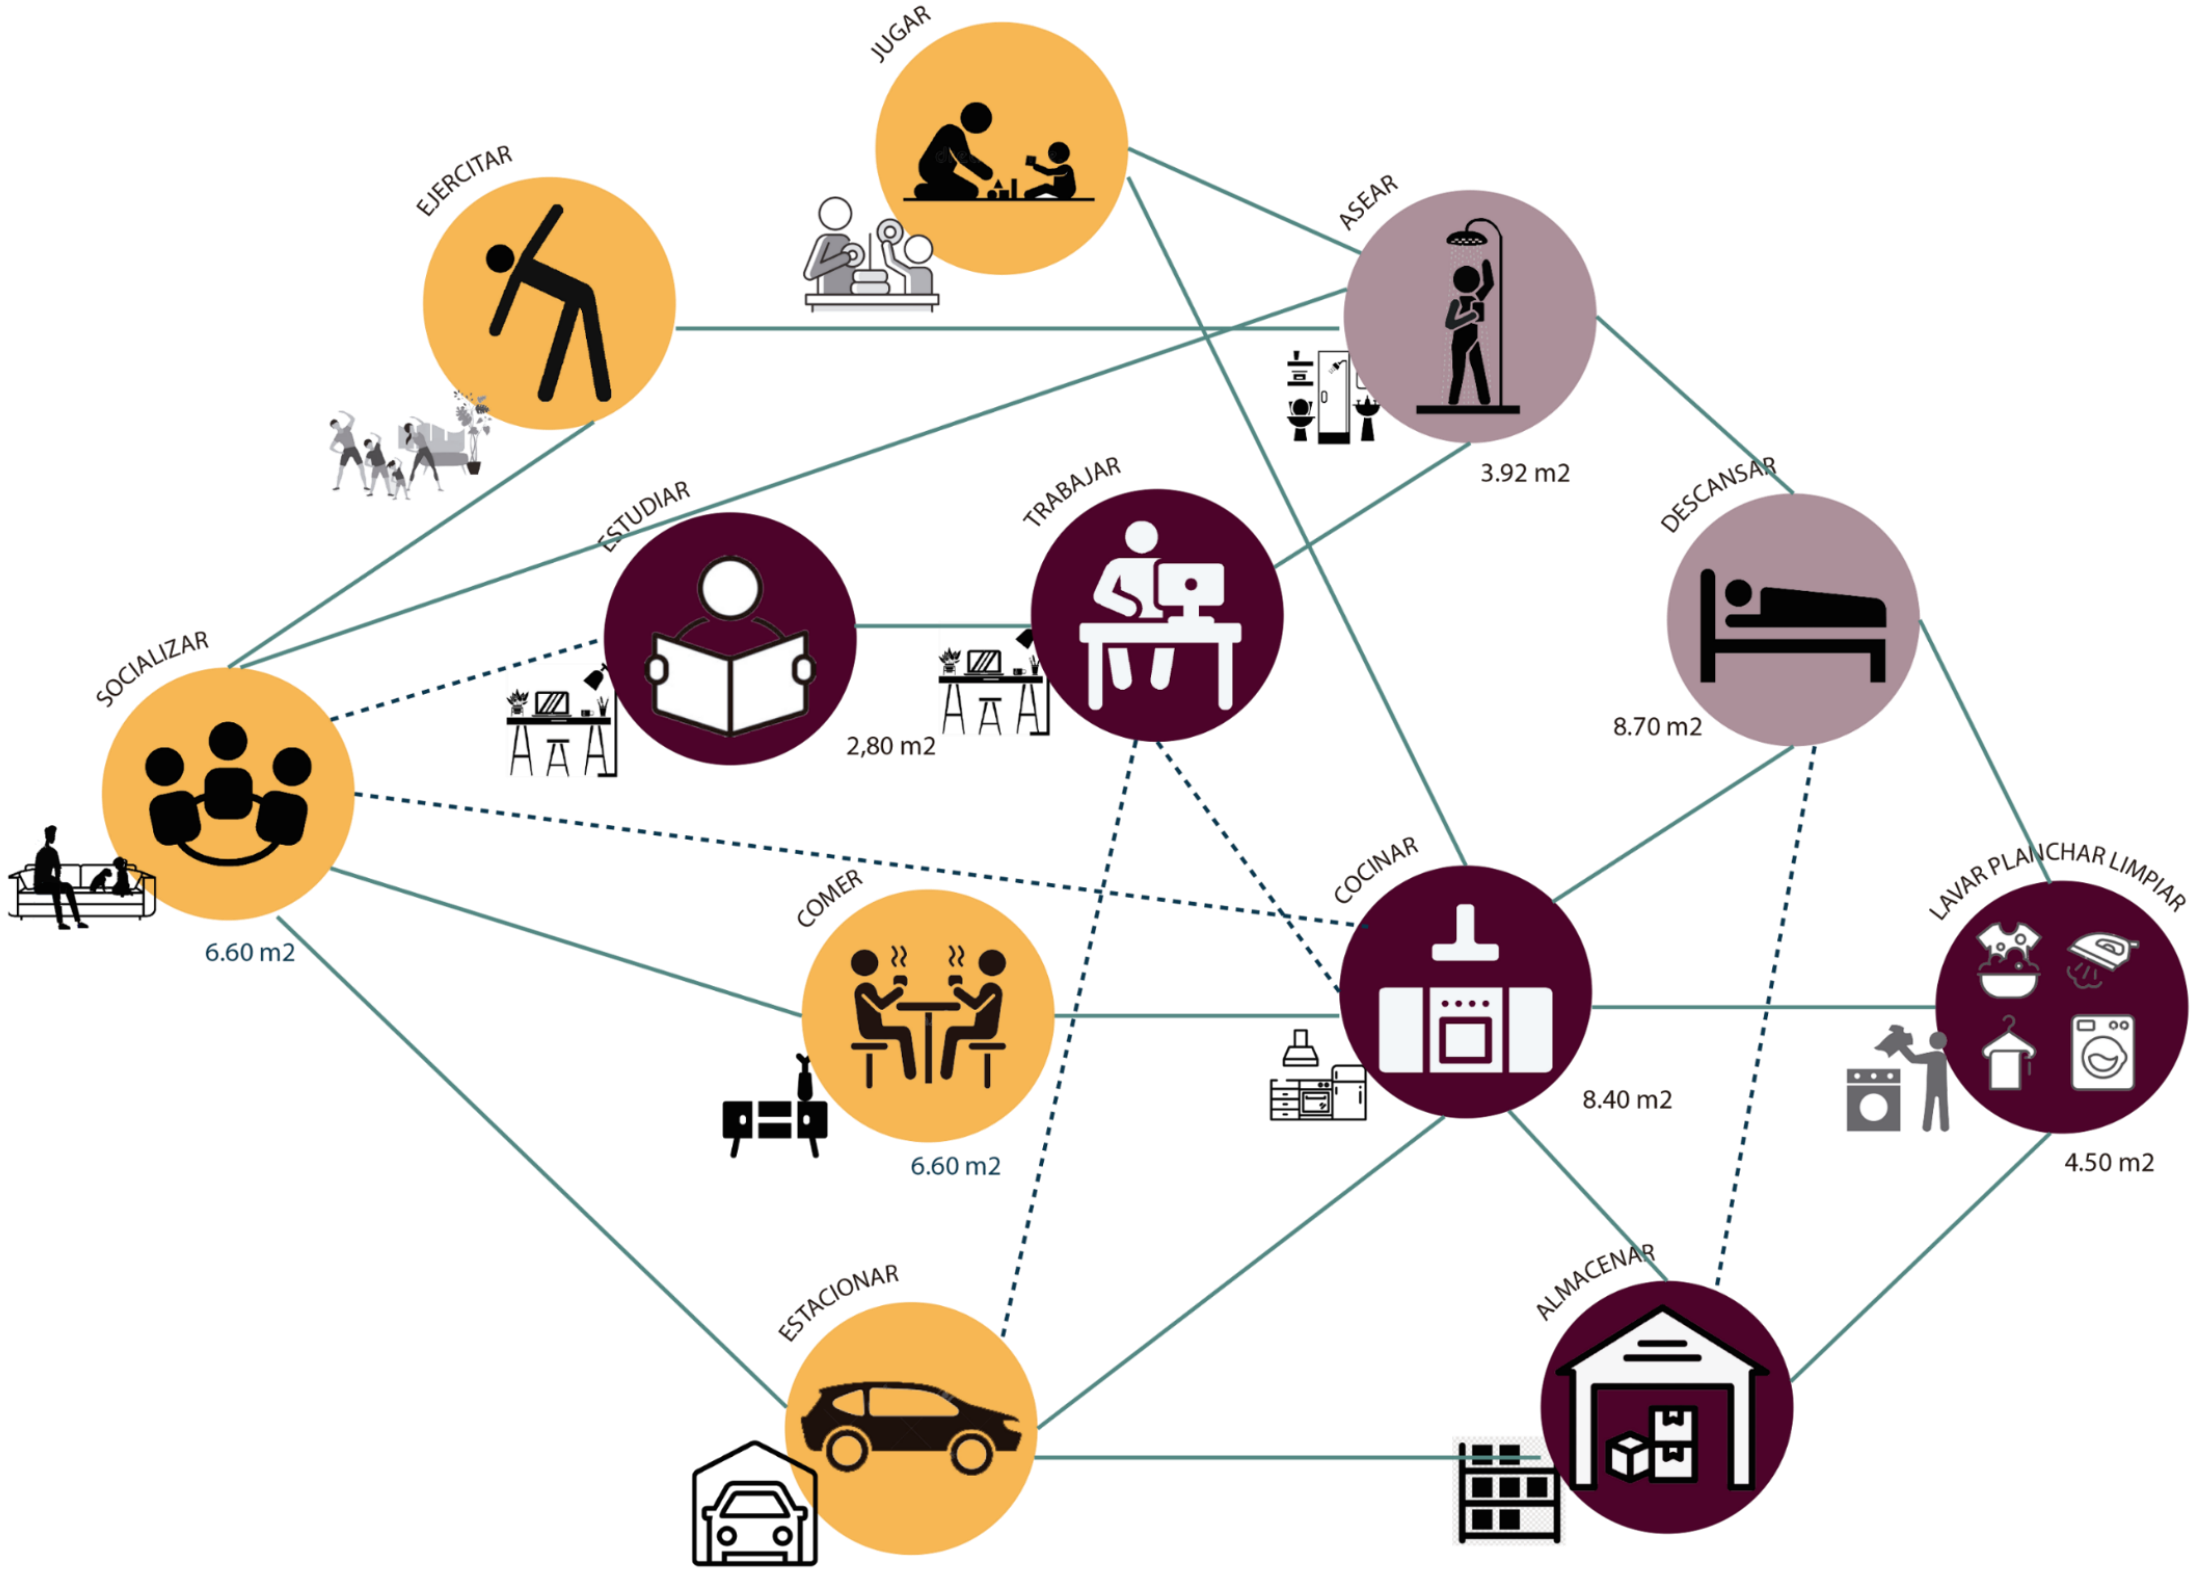 JUGAR
EJERCITAR
ASEAR
3.92 m2
DESCANSAR
ESTUDIAR
TRABAJAR
SOCIALIZAR
8.70 m2
2,80 m2
COCINAR
LAVAR PLANCHAR LIMPIAR
COMER
6.60 m2
8.40 m2
6.60 m2
4.50 m2
ESTACIONAR
ALMACENAR